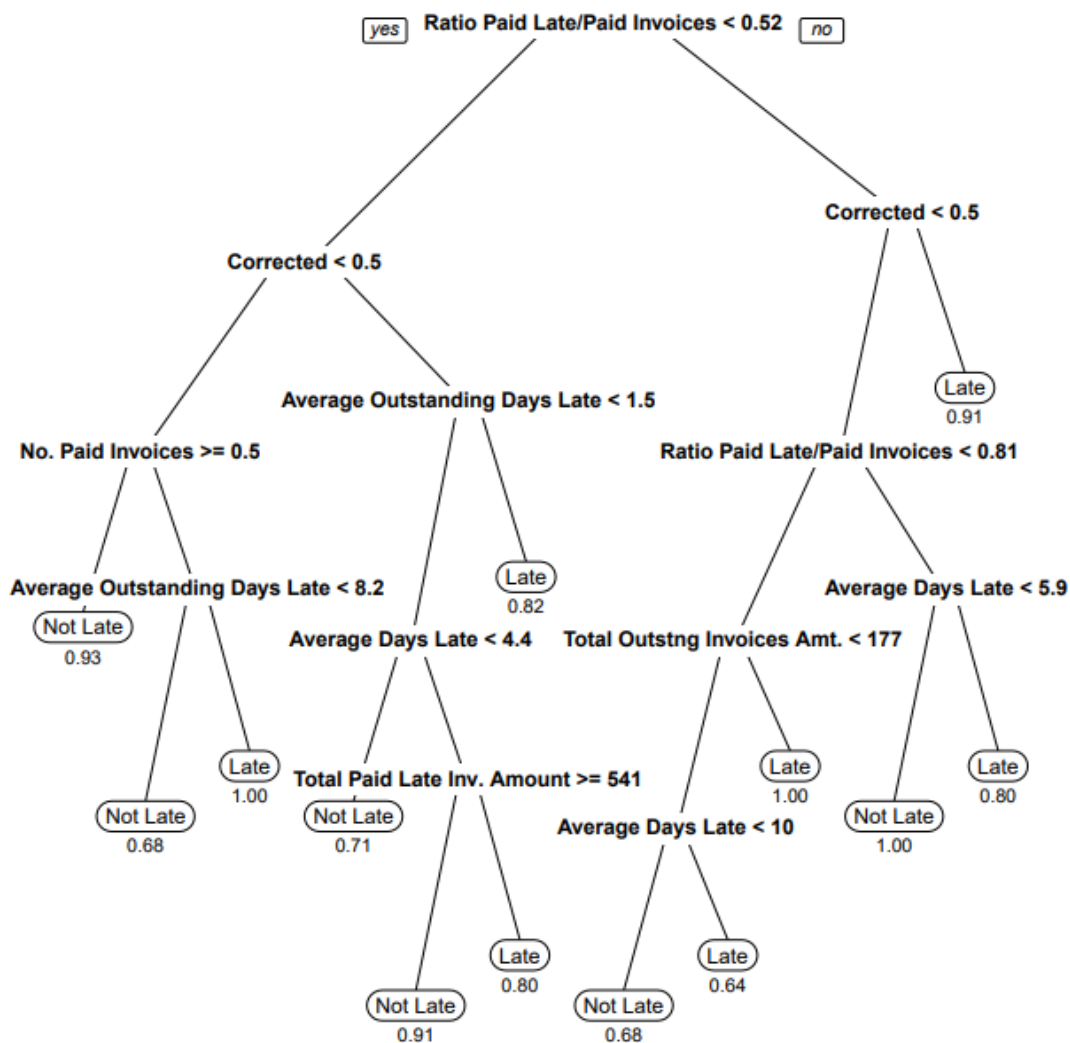 yes Ratio Paid Late/Paid Invoices < 0.52 no
Corrected < 0.5
Corrected < 0.5
Late
0.91
Average Outstanding Days Late < 1.5
No. Paid Invoices >= 0.5
Ratio Paid Late/Paid Invoices < 0.81
Late
0.82
Average Outstanding Days Late < 8.2
Average Days Late < 5.9
Not Late
0.93
Average Days Late < 4.4
Total Outstng Invoices Amt. < 177
Late
1.00
Total Paid Late Inv. Amount >= 541
Late
1.00
Late
0.80
Not Late
0.68
Not Late
0.71
Average Days Late < 10
Not Late
1.00
Late
0.80
Late
0.64
Not Late
0.91
Not Late
0.68